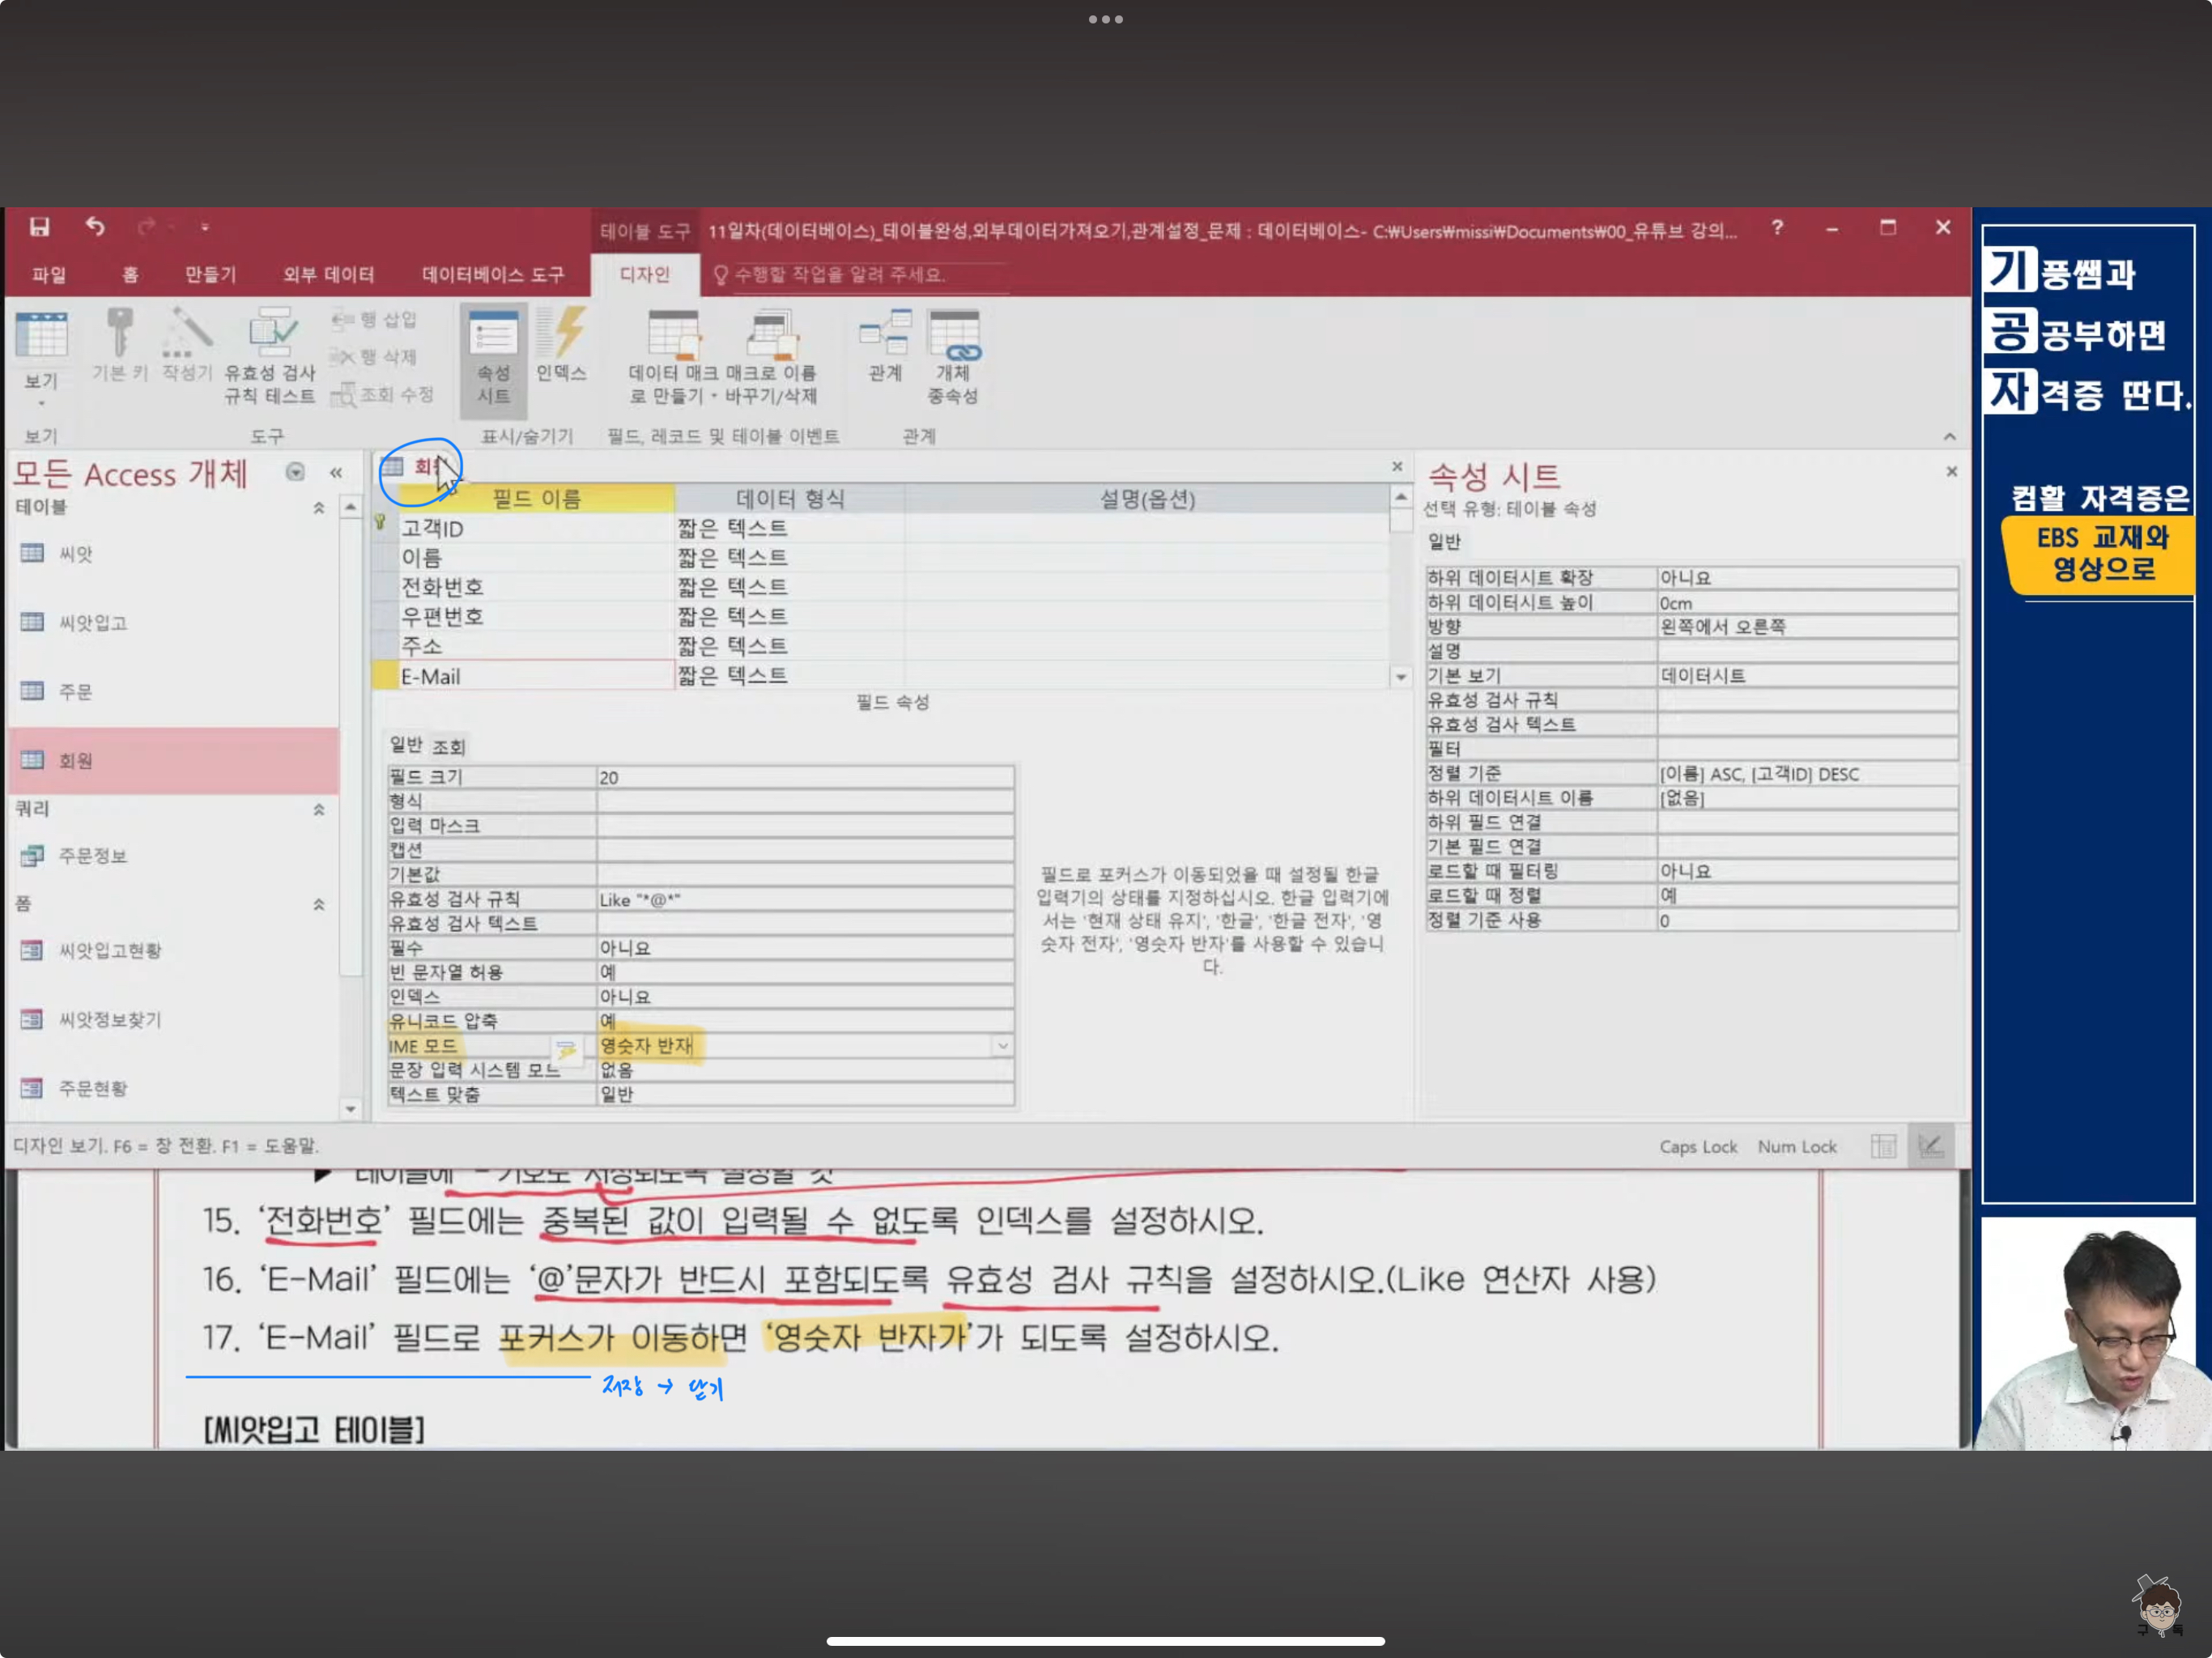 테이블 도구
11일차(데이터베이스)_테이블완성,외부데이터가져오기,관계설정_문제 : 데이터베이스- C:₩Users₩missi₩Documents₩00_유튜브 강의...
?
파일 홈 만들기 외부 데이터 데이터베이스 도구 디자인 수행할 작업을 알려 주세요.
보기
기본 키
작성기
유효성 검사
규칙 테스트
행 삽입
행 삭제
조회 수정
속성
시트
인덱스
데이터 매크
로 만들기
매크로 이름
바꾸기/삭제
관계
개체
종속성
보기 도구 표시/숨기기 필드, 레코드 및 테이블 이벤트 관계
모든 Access 개체
테이블
씨앗
씨앗입고
주문
회원
쿼리
주문정보
폼
씨앗입고현황
씨앗정보찾기
주문현황
필드 이름 데이터 형식 설명(옵션)
고객ID 짧은 텍스트
이름 짧은 텍스트
전화번호 짧은 텍스트
우편번호 짧은 텍스트
주소 짧은 텍스트
E-Mail 짧은 텍스트
필드 속성
일반 조회
필드 크기 20
형식
입력 마스크
캡션
기본값
유효성 검사 규칙 Like "*@*"
유효성 검사 텍스트
필수 아니요
빈 문자열 허용 예
인덱스 아니요
유니코드 압축 예
IME 모드 영숫자 반자
문장 입력 시스템 모드 없음
텍스트 맞춤 일반
필드로 포커스가 이동되었을 때 설정될 한글
입력기의 상태를 지정하십시오. 한글 입력기에
서는 '현재 상태 유지', '한글', '한글 전자', '영
숫자 전자', '영숫자 반자'를 사용할 수 있습니
다.
속성 시트
선택 유형: 테이블 속성
일반
하위 데이터시트 확장 아니요
하위 데이터시트 높이 0cm
방향 왼쪽에서 오른쪽
설명
기본 보기 데이터시트
유효성 검사 규칙
유효성 검사 텍스트
필터
정렬 기준 [이름] ASC, [고객ID] DESC
하위 데이터시트 이름 [없음]
하위 필드 연결
기본 필드 연결
로드할 때 필터링 아니요
로드할 때 정렬 예
정렬 기준 사용 0
디자인 보기. F6 = 창 전환. F1 = 도움말.
Caps Lock Num Lock
15. ‘전화번호’ 필드에는 중복된 값이 입력될 수 없도록 인덱스를 설정하시오.
16. ‘E-Mail’ 필드에는 ‘@’문자가 반드시 포함되도록 유효성 검사 규칙을 설정하시오.(Like 연산자 사용)
17. ‘E-Mail’ 필드로 포커스가 이동하면 ‘영숫자 반자가’가 되도록 설정하시오.
저장 → 닫기
[씨앗입고 테이블]
기풍쌤과
공공부하면
자격증 딴다.
컴활 자격증은
EBS 교재와
영상으로
구 독